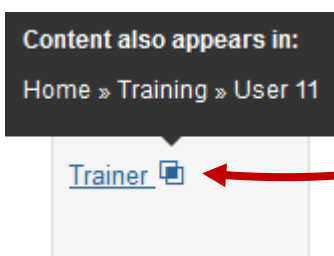 Content also appears in:
Home » Training » User 11
Trainer